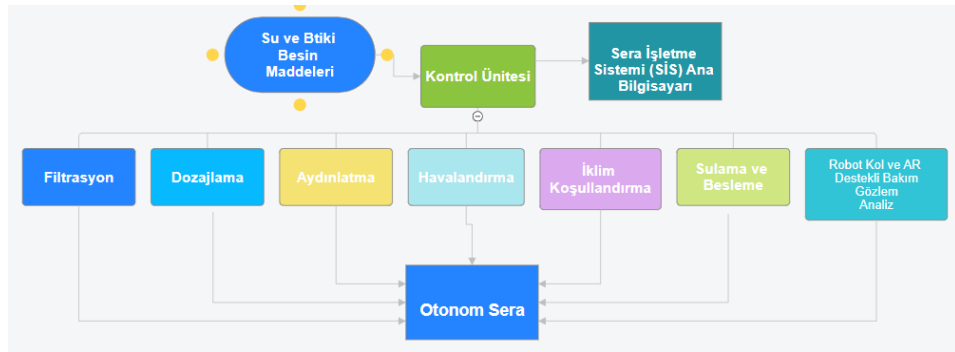 Su ve Btiki
Besin
Maddeleri
Kontrol Ünitesi
Sera İşletme
Sistemi (SİS) Ana
Bilgisayarı
Filtrasyon
Dozajlama
Aydınlatma
Havalandırma
İklim
Koşullandırma
Sulama ve
Besleme
Robot Kol ve AR
Destekli Bakım
Gözlem
Analiz
Otonom Sera